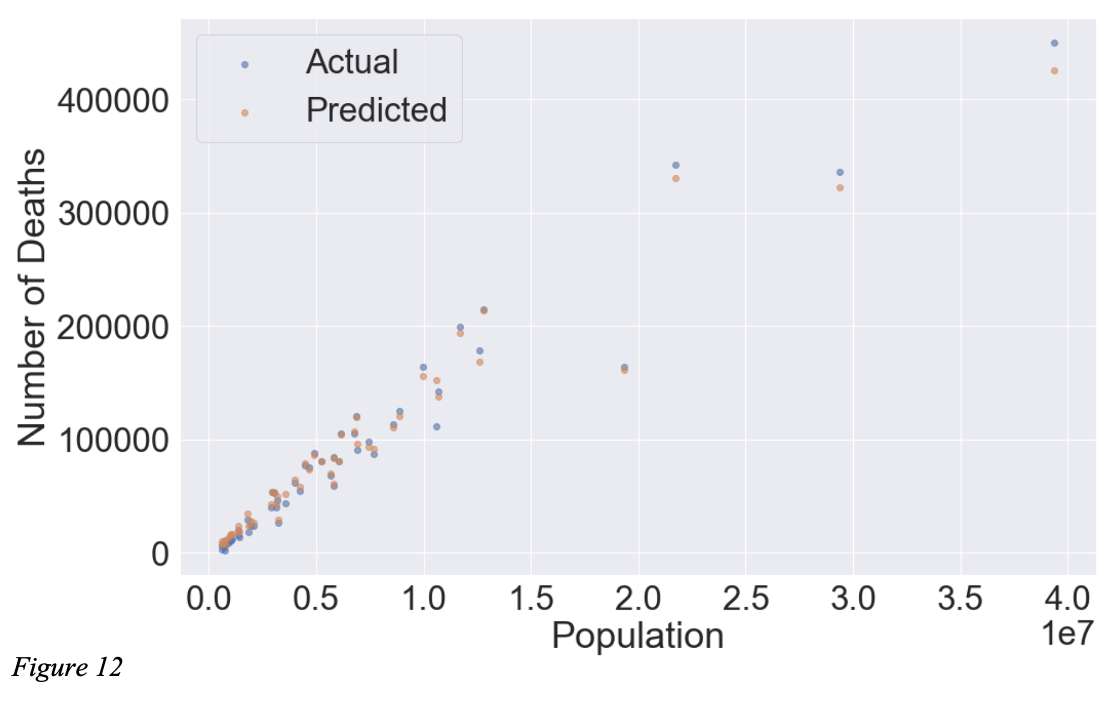 Actual
Predicted
Number of Deaths
400000
300000
200000
100000
0
0.0 0.5 1.0 1.5 2.0 2.5 3.0 3.5 4.0
1e7
Population
Figure 12